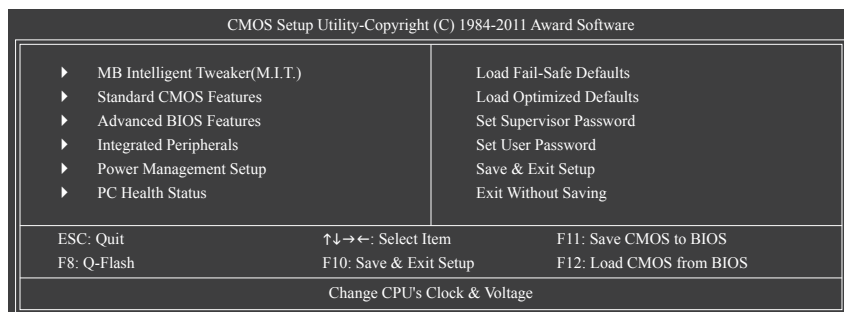 CMOS Setup Utility-Copyright (C) 1984-2011 Award Software
MB Intelligent Tweaker(M.I.T.)
Standard CMOS Features
Advanced BIOS Features
Integrated Peripherals
Power Management Setup
PC Health Status
Load Fail-Safe Defaults
Load Optimized Defaults
Set Supervisor Password
Set User Password
Save & Exit Setup
Exit Without Saving
ESC: Quit ↑↓→←: Select Item F11: Save CMOS to BIOS
F8: Q-Flash F10: Save & Exit Setup F12: Load CMOS from BIOS
Change CPU's Clock & Voltage